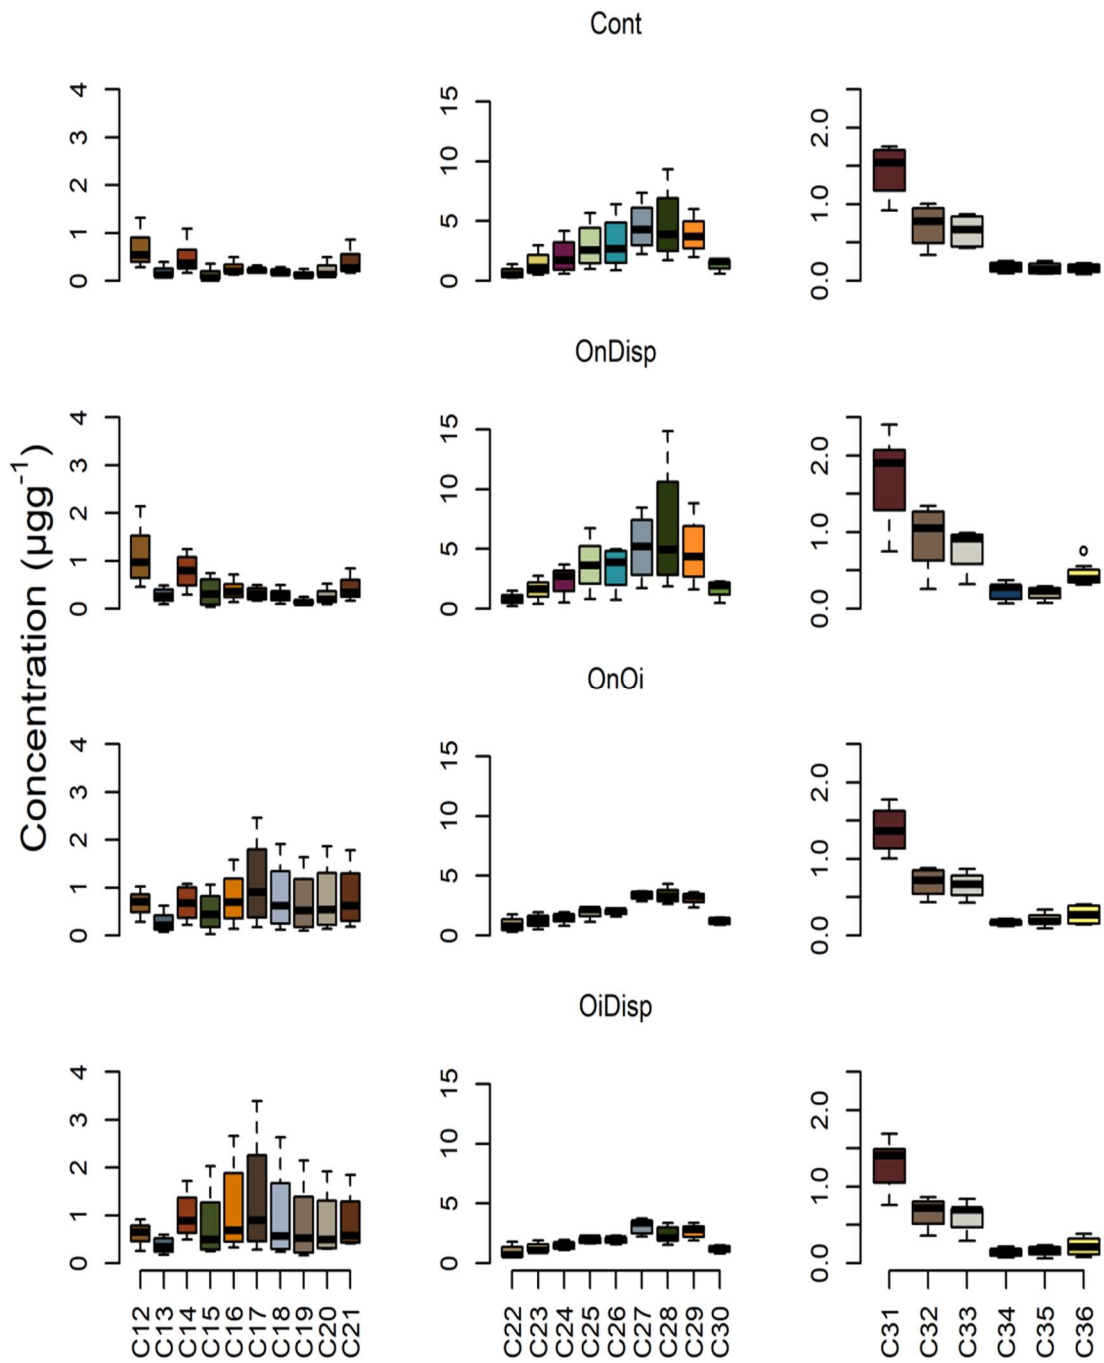 Cont
4
3
2
1
0
15
10
5
0
2.0
1.0
0.0
OnDisp
4
3
2
1
0
15
10
5
0
2.0
1.0
0.0
Concentration (µgg⁻¹)
OnOi
4
3
2
1
0
15
10
5
0
2.0
1.0
0.0
OiDisp
4
3
2
1
0
15
10
5
0
2.0
1.0
0.0
C12
C13
C14
C15
C16
C17
C18
C19
C20
C21
C22
C23
C24
C25
C26
C27
C28
C29
C30
C31
C32
C33
C34
C35
C36